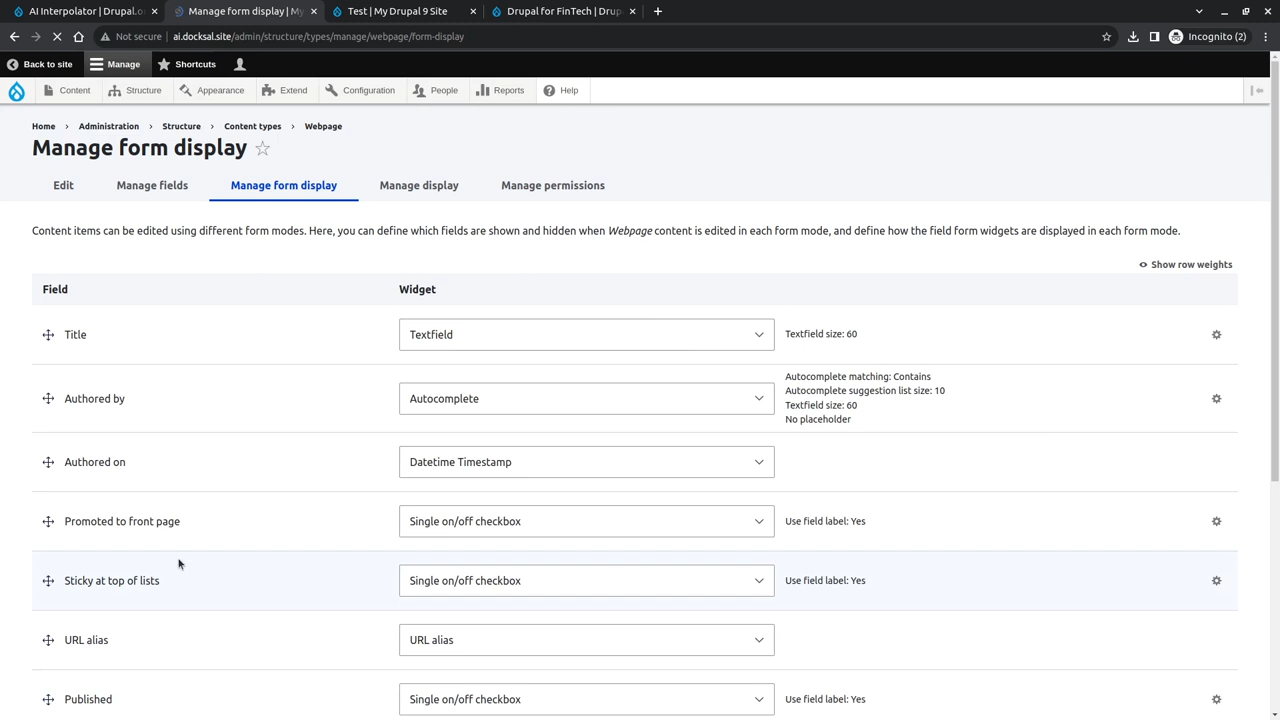 AI Interpolator | Drupal.or
Manage form display | My
Test | My Drupal 9 Site
Drupal for FinTech | Drup
Not secure
ai.docksal.site/admin/structure/types/manage/webpage/form-display
Incognito (2)
Back to site
Manage
Shortcuts
Content
Structure
Appearance
Extend
Configuration
People
Reports
Help
Home › Administration › Structure › Content types › Webpage
Manage form display
Edit
Manage fields
Manage form display
Manage display
Manage permissions
Content items can be edited using different form modes. Here, you can define which fields are shown and hidden when Webpage content is edited in each form mode, and define how the field form widgets are displayed in each form mode.
Show row weights
Field
Widget
Title
Textfield
Textfield size: 60
Authored by
Autocomplete
Autocomplete matching: Contains
Autocomplete suggestion list size: 10
Textfield size: 60
No placeholder
Authored on
Datetime Timestamp
Promoted to front page
Single on/off checkbox
Use field label: Yes
Sticky at top of lists
Single on/off checkbox
Use field label: Yes
URL alias
URL alias
Published
Single on/off checkbox
Use field label: Yes